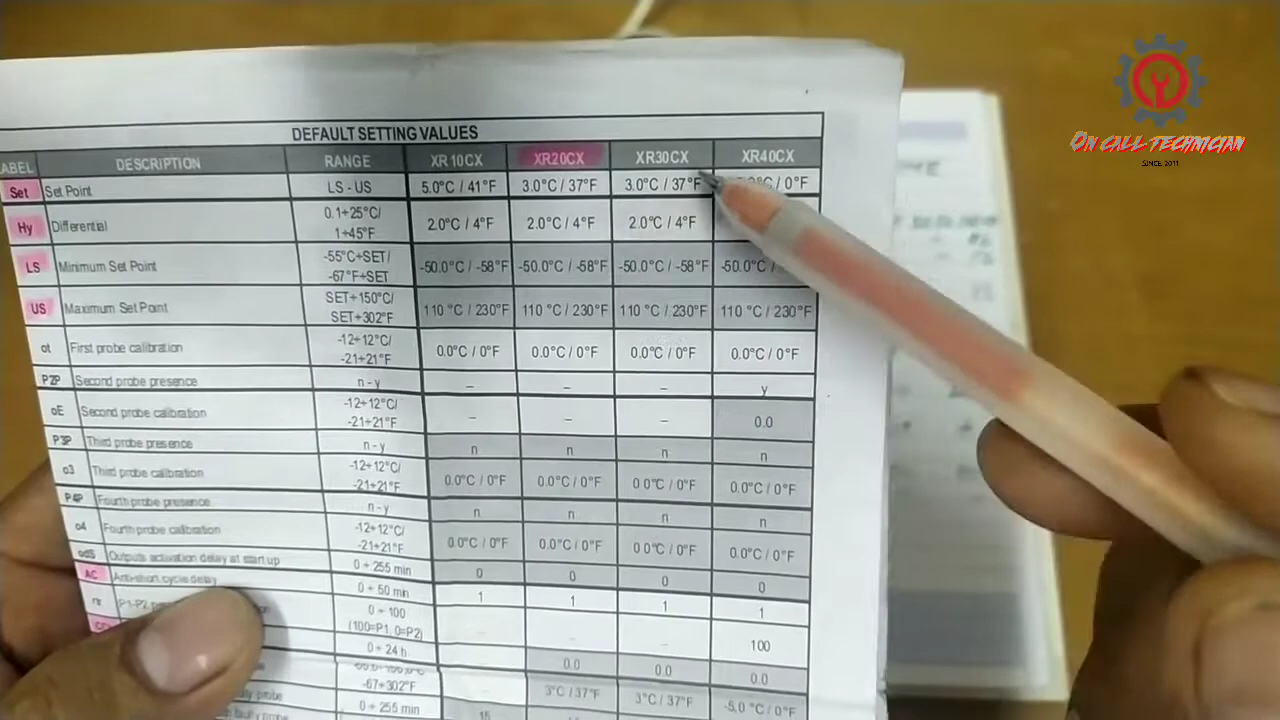 ON CALL TECHNICIAN
SINCE 2011
DEFAULT SETTING VALUES
LABEL DESCRIPTION RANGE XR10CX XR20CX XR30CX XR40CX
Set Set Point LS - US 5.0°C / 41°F 3.0°C / 37°F 3.0°C / 37°F / 0°F
Hy Differential 0.1÷25°C/ 1÷45°F 2.0°C / 4°F 2.0°C / 4°F 2.0°C / 4°F
LS Minimum Set Point -55°C÷SET/ -67°F÷SET -50.0°C / -58°F -50.0°C / -58°F -50.0°C / -58°F -50.0°C /
US Maximum Set Point SET÷150°C/ SET÷302°F 110 °C / 230°F 110 °C / 230°F 110 °C / 230°F 110 °C / 230°F
ot First probe calibration -12÷12°C/ -21÷21°F 0.0°C / 0°F 0.0°C / 0°F 0.0°C / 0°F 0.0°C / 0°F
P2P Second probe presence n - y – – – y
oE Second probe calibration -12÷12°C/ -21÷21°F – – – 0.0
P3P Third probe presence n - y n n n n
o3 Third probe calibration -12÷12°C/ -21÷21°F 0.0°C / 0°F 0.0°C / 0°F 0 0°C / 0°F 0.0°C / 0°F
P4P Fourth probe presence n - y n n n n
o4 Fourth probe calibration -12÷12°C/ -21÷21°F 0.0°C / 0°F 0.0°C / 0°F 0 0°C / 0°F 0.0°C / 0°F
odS Outputs activation delay at start up 0 ÷ 255 min 0 0 0 0
AC Anti-short cycle delay 0 ÷ 50 min 1 1 1 1
P1-P2 0 ÷ 100 (100=P1, 0=P2) – – – 100
0 ÷ 24 h 0.0 0.0 0.0
-67÷302°F – 3°C / 37°F 3°C / 37°F -5.0 °C / 0°F
probe 0 ÷ 255 min 15